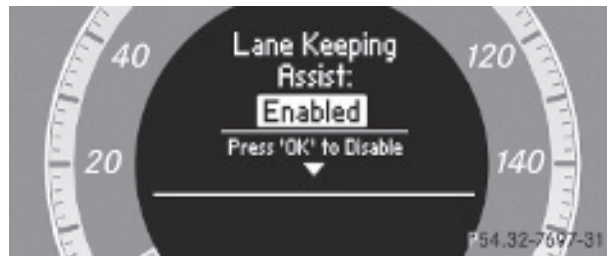 40
120
Lane Keeping
Assist:
Enabled
Press 'OK' to Disable
20
140
P54.32-7697-31